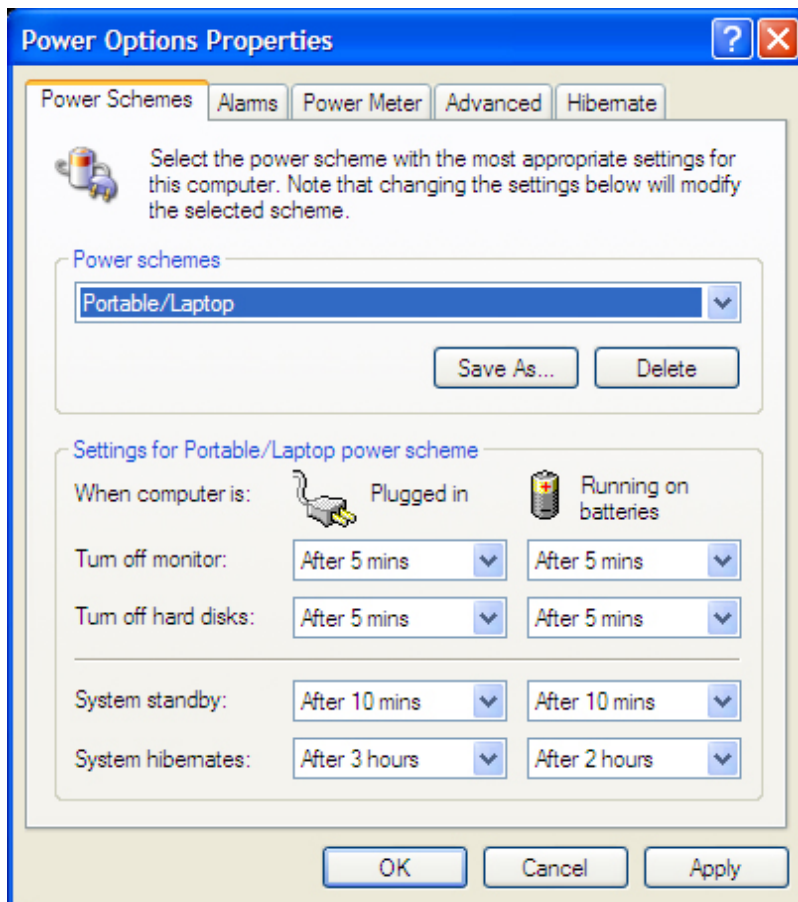 Power Options Properties
Power Schemes Alarms Power Meter Advanced Hibernate
Select the power scheme with the most appropriate settings for
this computer. Note that changing the settings below will modify
the selected scheme.
Power schemes
Portable/Laptop
Save As... Delete
Settings for Portable/Laptop power scheme
When computer is: Plugged in Running on
batteries
Turn off monitor: After 5 mins After 5 mins
Turn off hard disks: After 5 mins After 5 mins
System standby: After 10 mins After 10 mins
System hibernates: After 3 hours After 2 hours
OK Cancel Apply